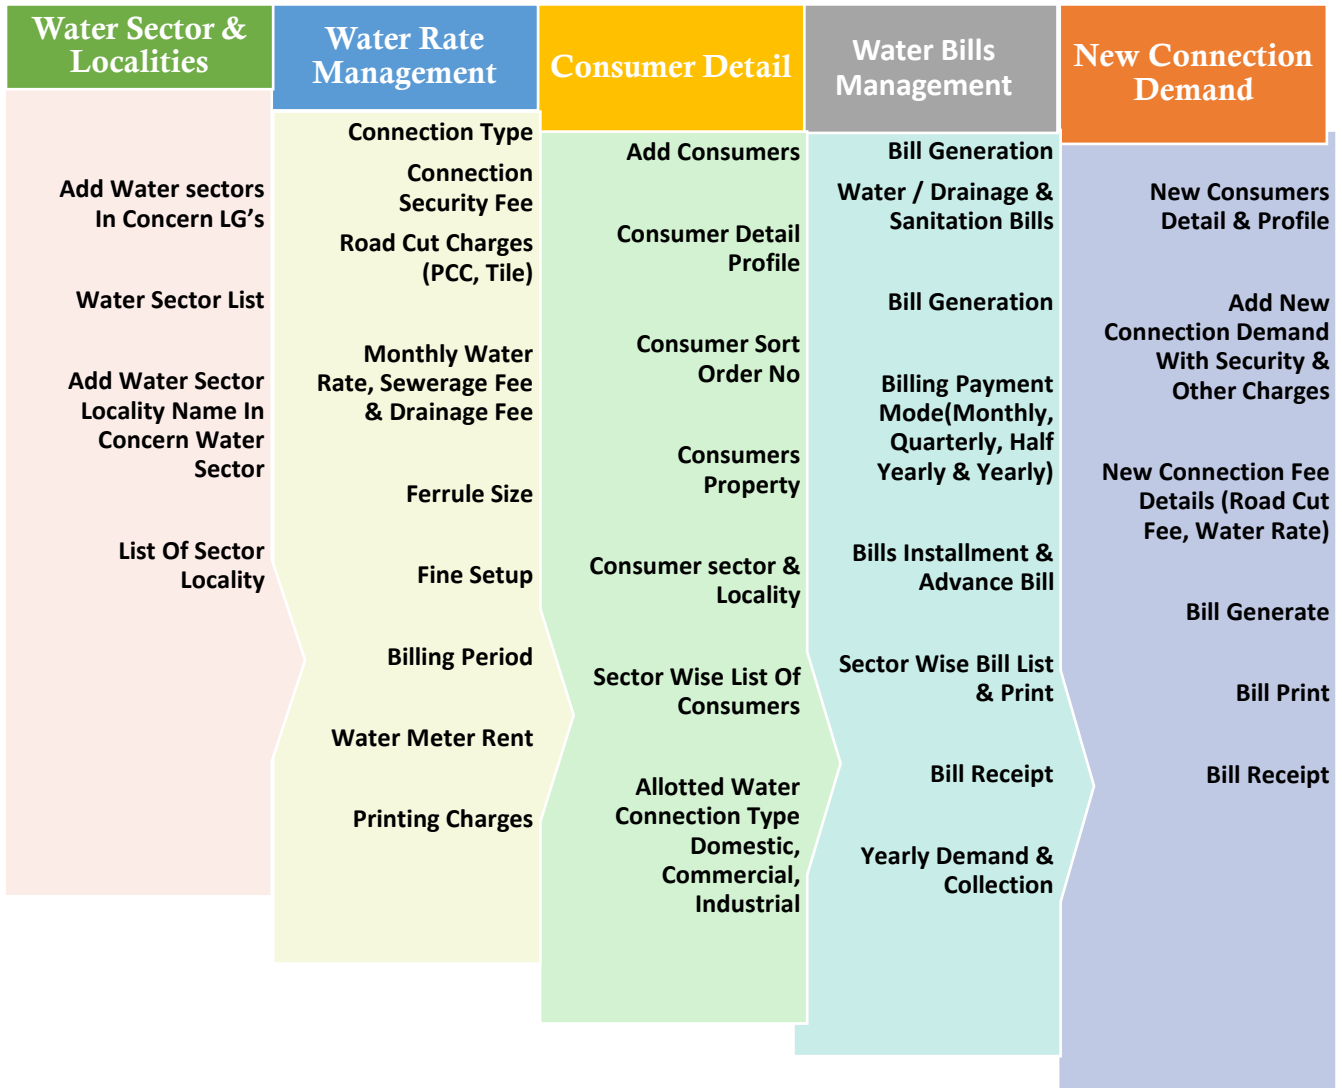 Water Sector &
Localities
Add Water sectors
In Concern LG's
Water Sector List
Add Water Sector
Locality Name In
Concern Water
Sector
List Of Sector
Locality
Water Rate
Management
Connection Type
Connection
Security Fee
Road Cut Charges
(PCC, Tile)
Monthly Water
Rate, Sewerage Fee
& Drainage Fee
Ferrule Size
Fine Setup
Billing Period
Water Meter Rent
Printing Charges
Consumer Detail
Add Consumers
Consumer Detail
Profile
Consumer Sort
Order No
Consumers
Property
Consumer sector &
Locality
Sector Wise List Of
Consumers
Allotted Water
Connection Type
Domestic,
Commercial,
Industrial
Water Bills
Management
Bill Generation
Water / Drainage &
Sanitation Bills
Bill Generation
Billing Payment
Mode(Monthly,
Quarterly, Half
Yearly & Yearly)
Bills Installment &
Advance Bill
Sector Wise Bill List
& Print
Bill Receipt
Yearly Demand &
Collection
New Connection
Demand
New Consumers
Detail & Profile
Add New
Connection Demand
With Security &
Other Charges
New Connection Fee
Details (Road Cut
Fee, Water Rate)
Bill Generate
Bill Print
Bill Receipt